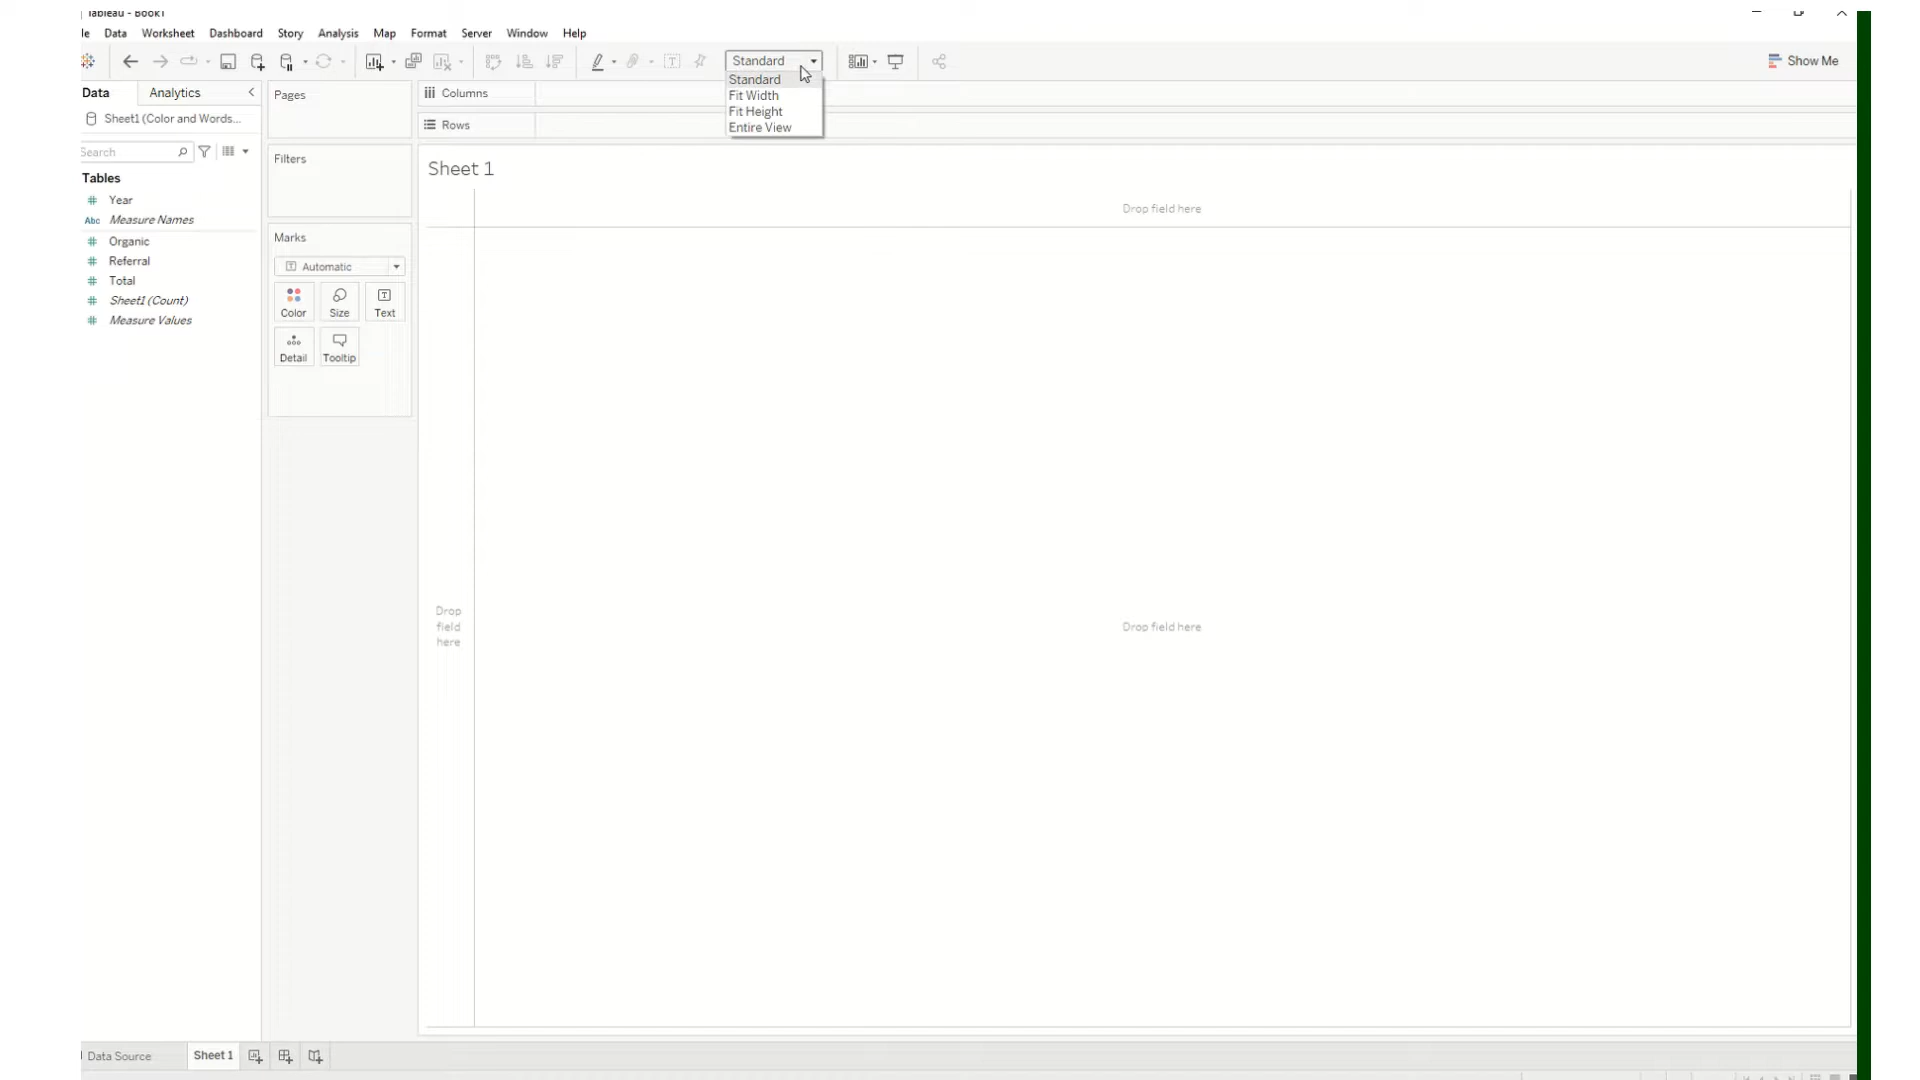 Tableau - Book1
le Data Worksheet Dashboard Story Analysis Map Format Server Window Help
Standard
Show Me
Standard
Fit Width
Fit Height
Entire View
Data Analytics
Pages
Columns
Rows
Sheet1 (Color and Words...
Search
Filters
Tables
Year
Abc Measure Names
Organic
Referral
Total
Sheet1 (Count)
Measure Values
Marks
Automatic
Color Size Text
Detail Tooltip
Sheet 1
Drop field here
Drop
field
here
Drop field here
Data Source Sheet 1